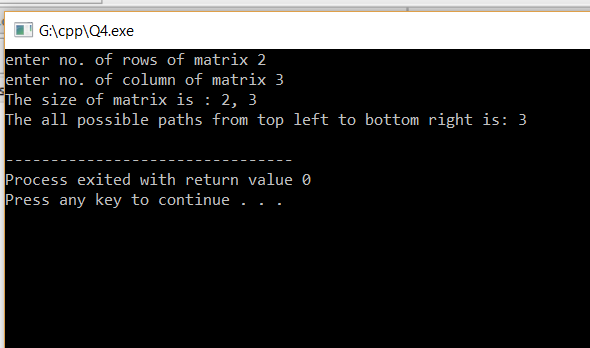 G:\cpp\Q4.exe
enter no. of rows of matrix 2
enter no. of column of matrix 3
The size of matrix is : 2, 3
The all possible paths from top left to bottom right is: 3
--------------------------------
Process exited with return value 0
Press any key to continue . . .